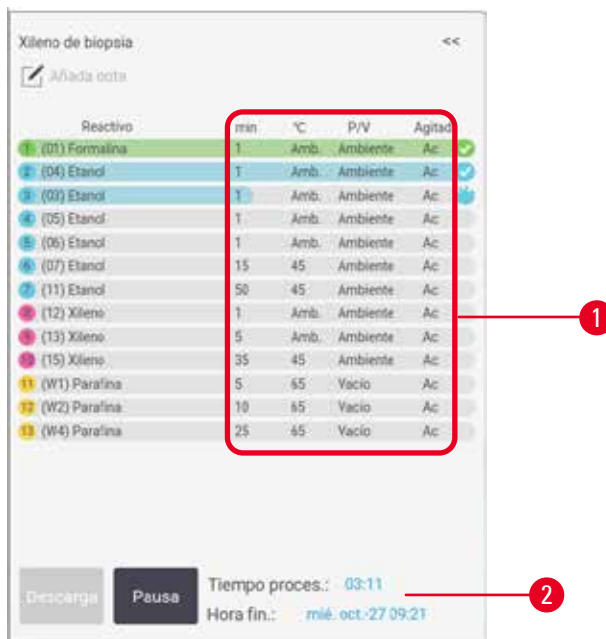 Xileno de biopsia <<
Añada nota
Reactivo min °C P/V Agitad
1 (01) Formalina 1 Amb. Ambiente Ac
2 (04) Etanol 1 Amb. Ambiente Ac
3 (03) Etanol 1 Amb. Ambiente Ac
4 (05) Etanol 1 Amb. Ambiente Ac
5 (06) Etanol 1 Amb. Ambiente Ac
6 (07) Etanol 15 45 Ambiente Ac
7 (11) Etanol 50 45 Ambiente Ac
8 (12) Xileno 1 Amb. Ambiente Ac
9 (13) Xileno 5 Amb. Ambiente Ac
10 (15) Xileno 35 45 Ambiente Ac
11 (W1) Parafina 5 65 Vacío Ac
12 (W2) Parafina 10 65 Vacío Ac
13 (W4) Parafina 25 65 Vacío Ac
1
Descarga Pausa Tiempo proces.: 03:11
Hora fin.: mié. oct.-27 09:21
2